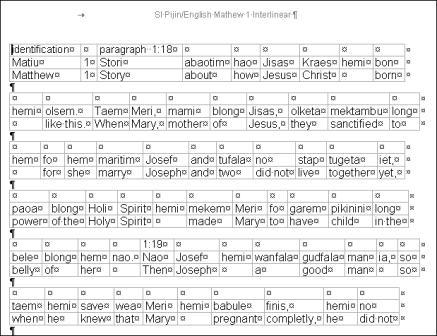 SI·Pijin/English·Mathew·1·Interlinear·¶
identification¤ ¤ paragraph··1:18¤ ¤ ¤ ¤ ¤ ¤ ¤
Matiu¤ 1¤ Stori¤ abaotim¤ hao¤ Jisas¤ Kraes¤ hemi¤ bon¤
Matthew¤ 1¤ Story¤ about¤ how¤ Jesus¤ Christ¤ ¤ born¤
¶
hemi¤ olsem.¤ Taem¤ Meri,¤ mami¤ blong¤ Jisas,¤ olketa¤ mektambu¤ long¤
¤ like·this.¤ When¤ Mary,¤ mother¤ of¤ Jesus,¤ they¤ sanctified¤ to¤
¶
hem¤ fo¤ hem¤ maritim¤ Josef¤ and¤ tufala¤ no¤ stap¤ tugeta¤ iet,¤
¤ for¤ she¤ marry¤ Joseph¤ and¤ two¤ did·not¤ live¤ together¤ yet,¤
¶
paoa¤ blong¤ Holi¤ Spirit¤ hemi¤ mekem¤ Meri¤ fo¤ garem¤ pikinini¤ long¤
power¤ of·the¤ Holy¤ Spirit¤ ¤ made¤ Mary¤ to¤ have¤ child¤ in·the¤
¶
¤ ¤ ¤ ¤ 1:19¤ ¤ ¤ ¤ ¤ ¤ ¤ ¤
bele¤ blong¤ hem¤ nao.¤ Nao¤ Josef¤ hemi¤ wanfala¤ gudfala¤ man¤ ia,¤ so¤
belly¤ of¤ her¤ ¤ Then¤ Joseph¤ ¤ a¤ good¤ man¤ ¤ so¤
¶
taem¤ hemi¤ save¤ wea¤ Meri¤ hemi¤ babule¤ finis,¤ hemi¤ no¤
when¤ he¤ knew¤ that¤ Mary¤ ¤ pregnant¤ completly,¤ he¤ did·not¤
¶